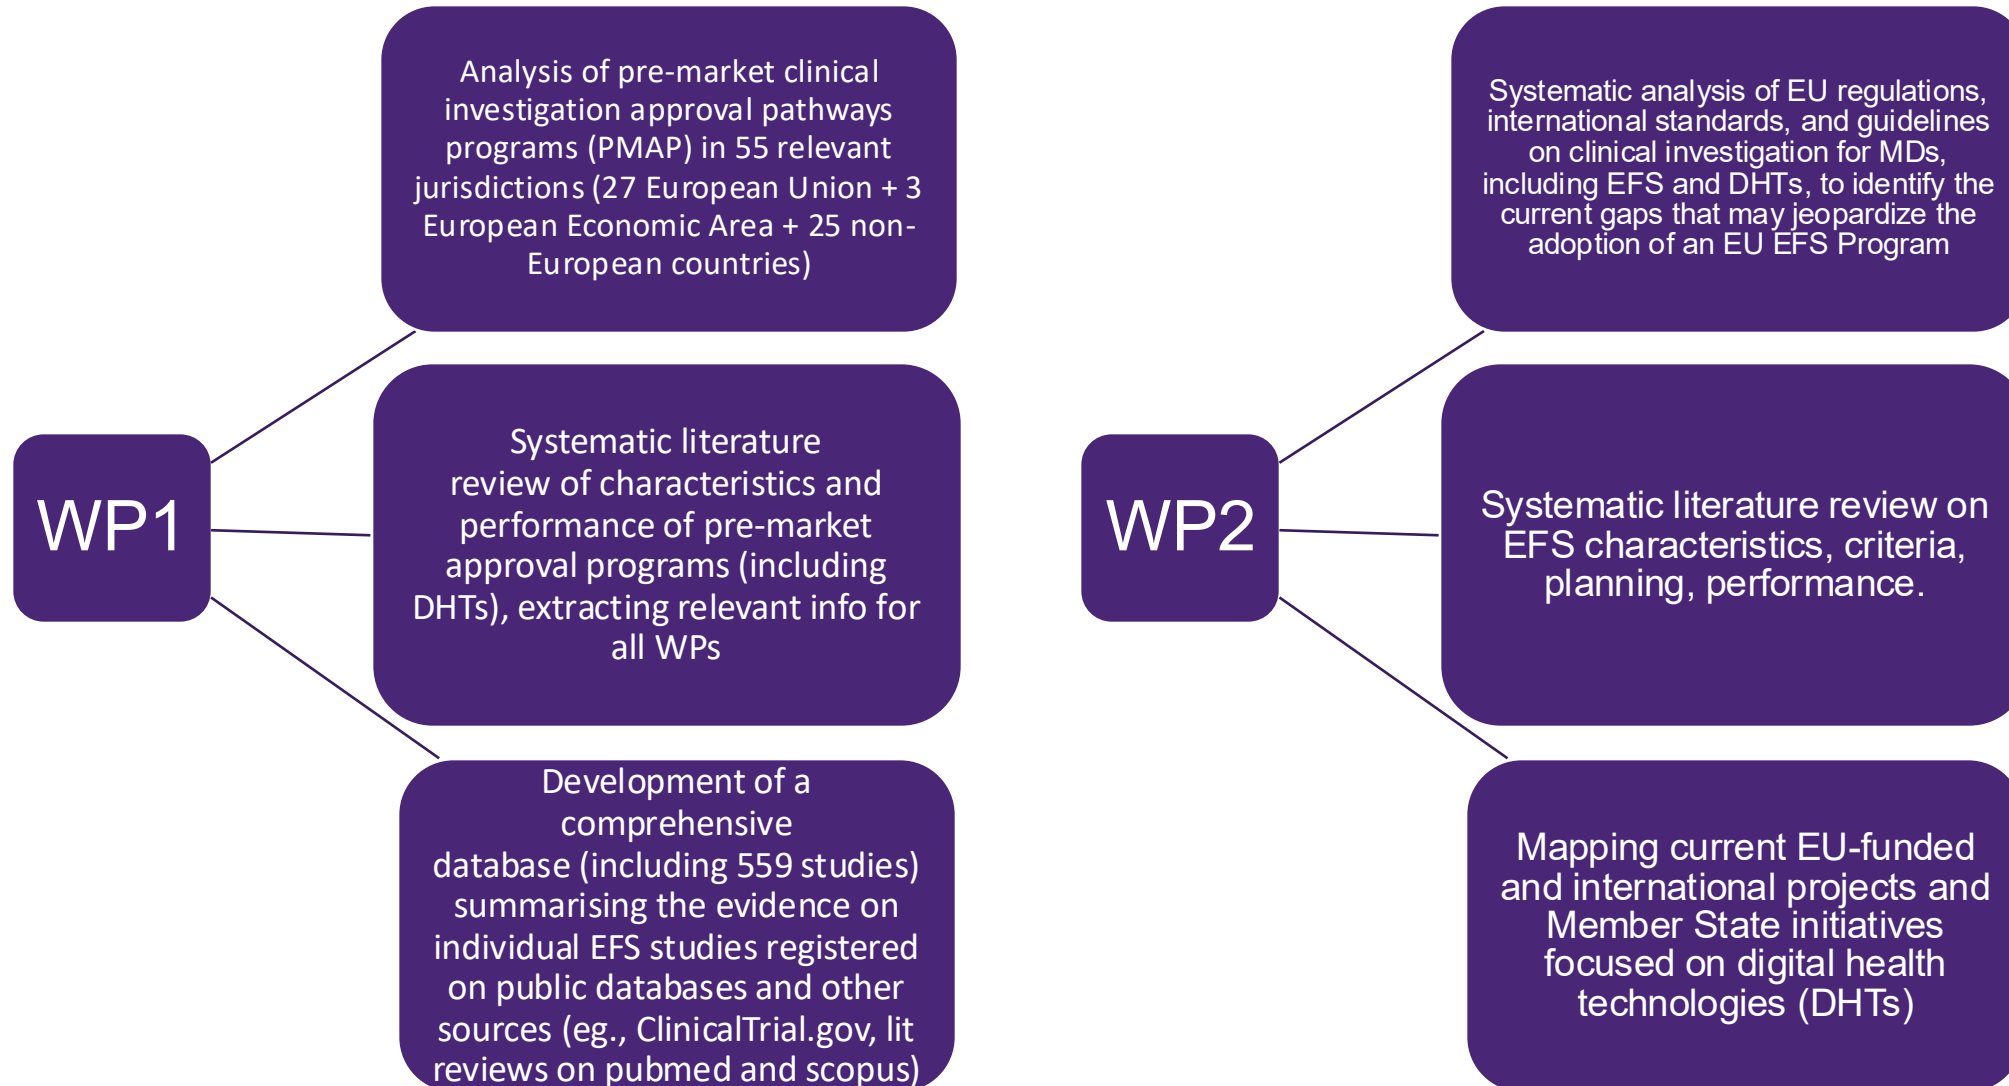 WP1
Analysis of pre-market clinical
investigation approval pathways
programs (PMAP) in 55 relevant
jurisdictions (27 European Union + 3
European Economic Area + 25 non-
European countries)
Systematic literature
review of characteristics and
performance of pre-market
approval programs (including
DHTs), extracting relevant info for
all WPs
Development of a
comprehensive
database (including 559 studies)
summarising the evidence on
individual EFS studies registered
on public databases and other
sources (eg., ClinicalTrial.gov, lit
reviews on pubmed and scopus)
WP2
Systematic analysis of EU regulations,
international standards, and guidelines
on clinical investigation for MDs,
including EFS and DHTs, to identify the
current gaps that may jeopardize the
adoption of an EU EFS Program
Systematic literature review on
EFS characteristics, criteria,
planning, performance.
Mapping current EU-funded
and international projects and
Member State initiatives
focused on digital health
technologies (DHTs)